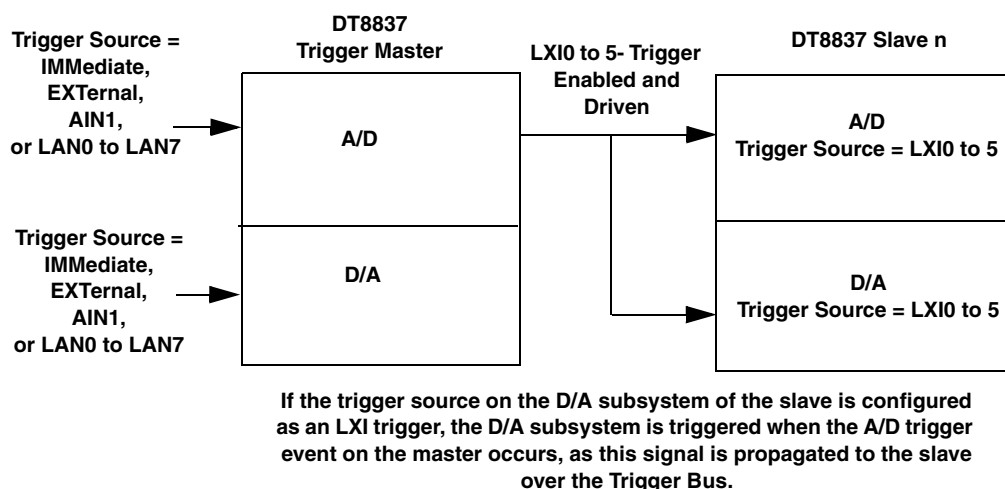 DT8837
Trigger Master
Trigger Source =
IMMediate,
EXTernal,
AIN1,
or LAN0 to LAN7
A/D
LXI0 to 5- Trigger
Enabled and
Driven
DT8837 Slave n
A/D
Trigger Source = LXI0 to 5
Trigger Source =
IMMediate,
EXTernal,
AIN1,
or LAN0 to LAN7
D/A
D/A
Trigger Source = LXI0 to 5
If the trigger source on the D/A subsystem of the slave is configured
as an LXI trigger, the D/A subsystem is triggered when the A/D trigger
event on the master occurs, as this signal is propagated to the slave
over the Trigger Bus.